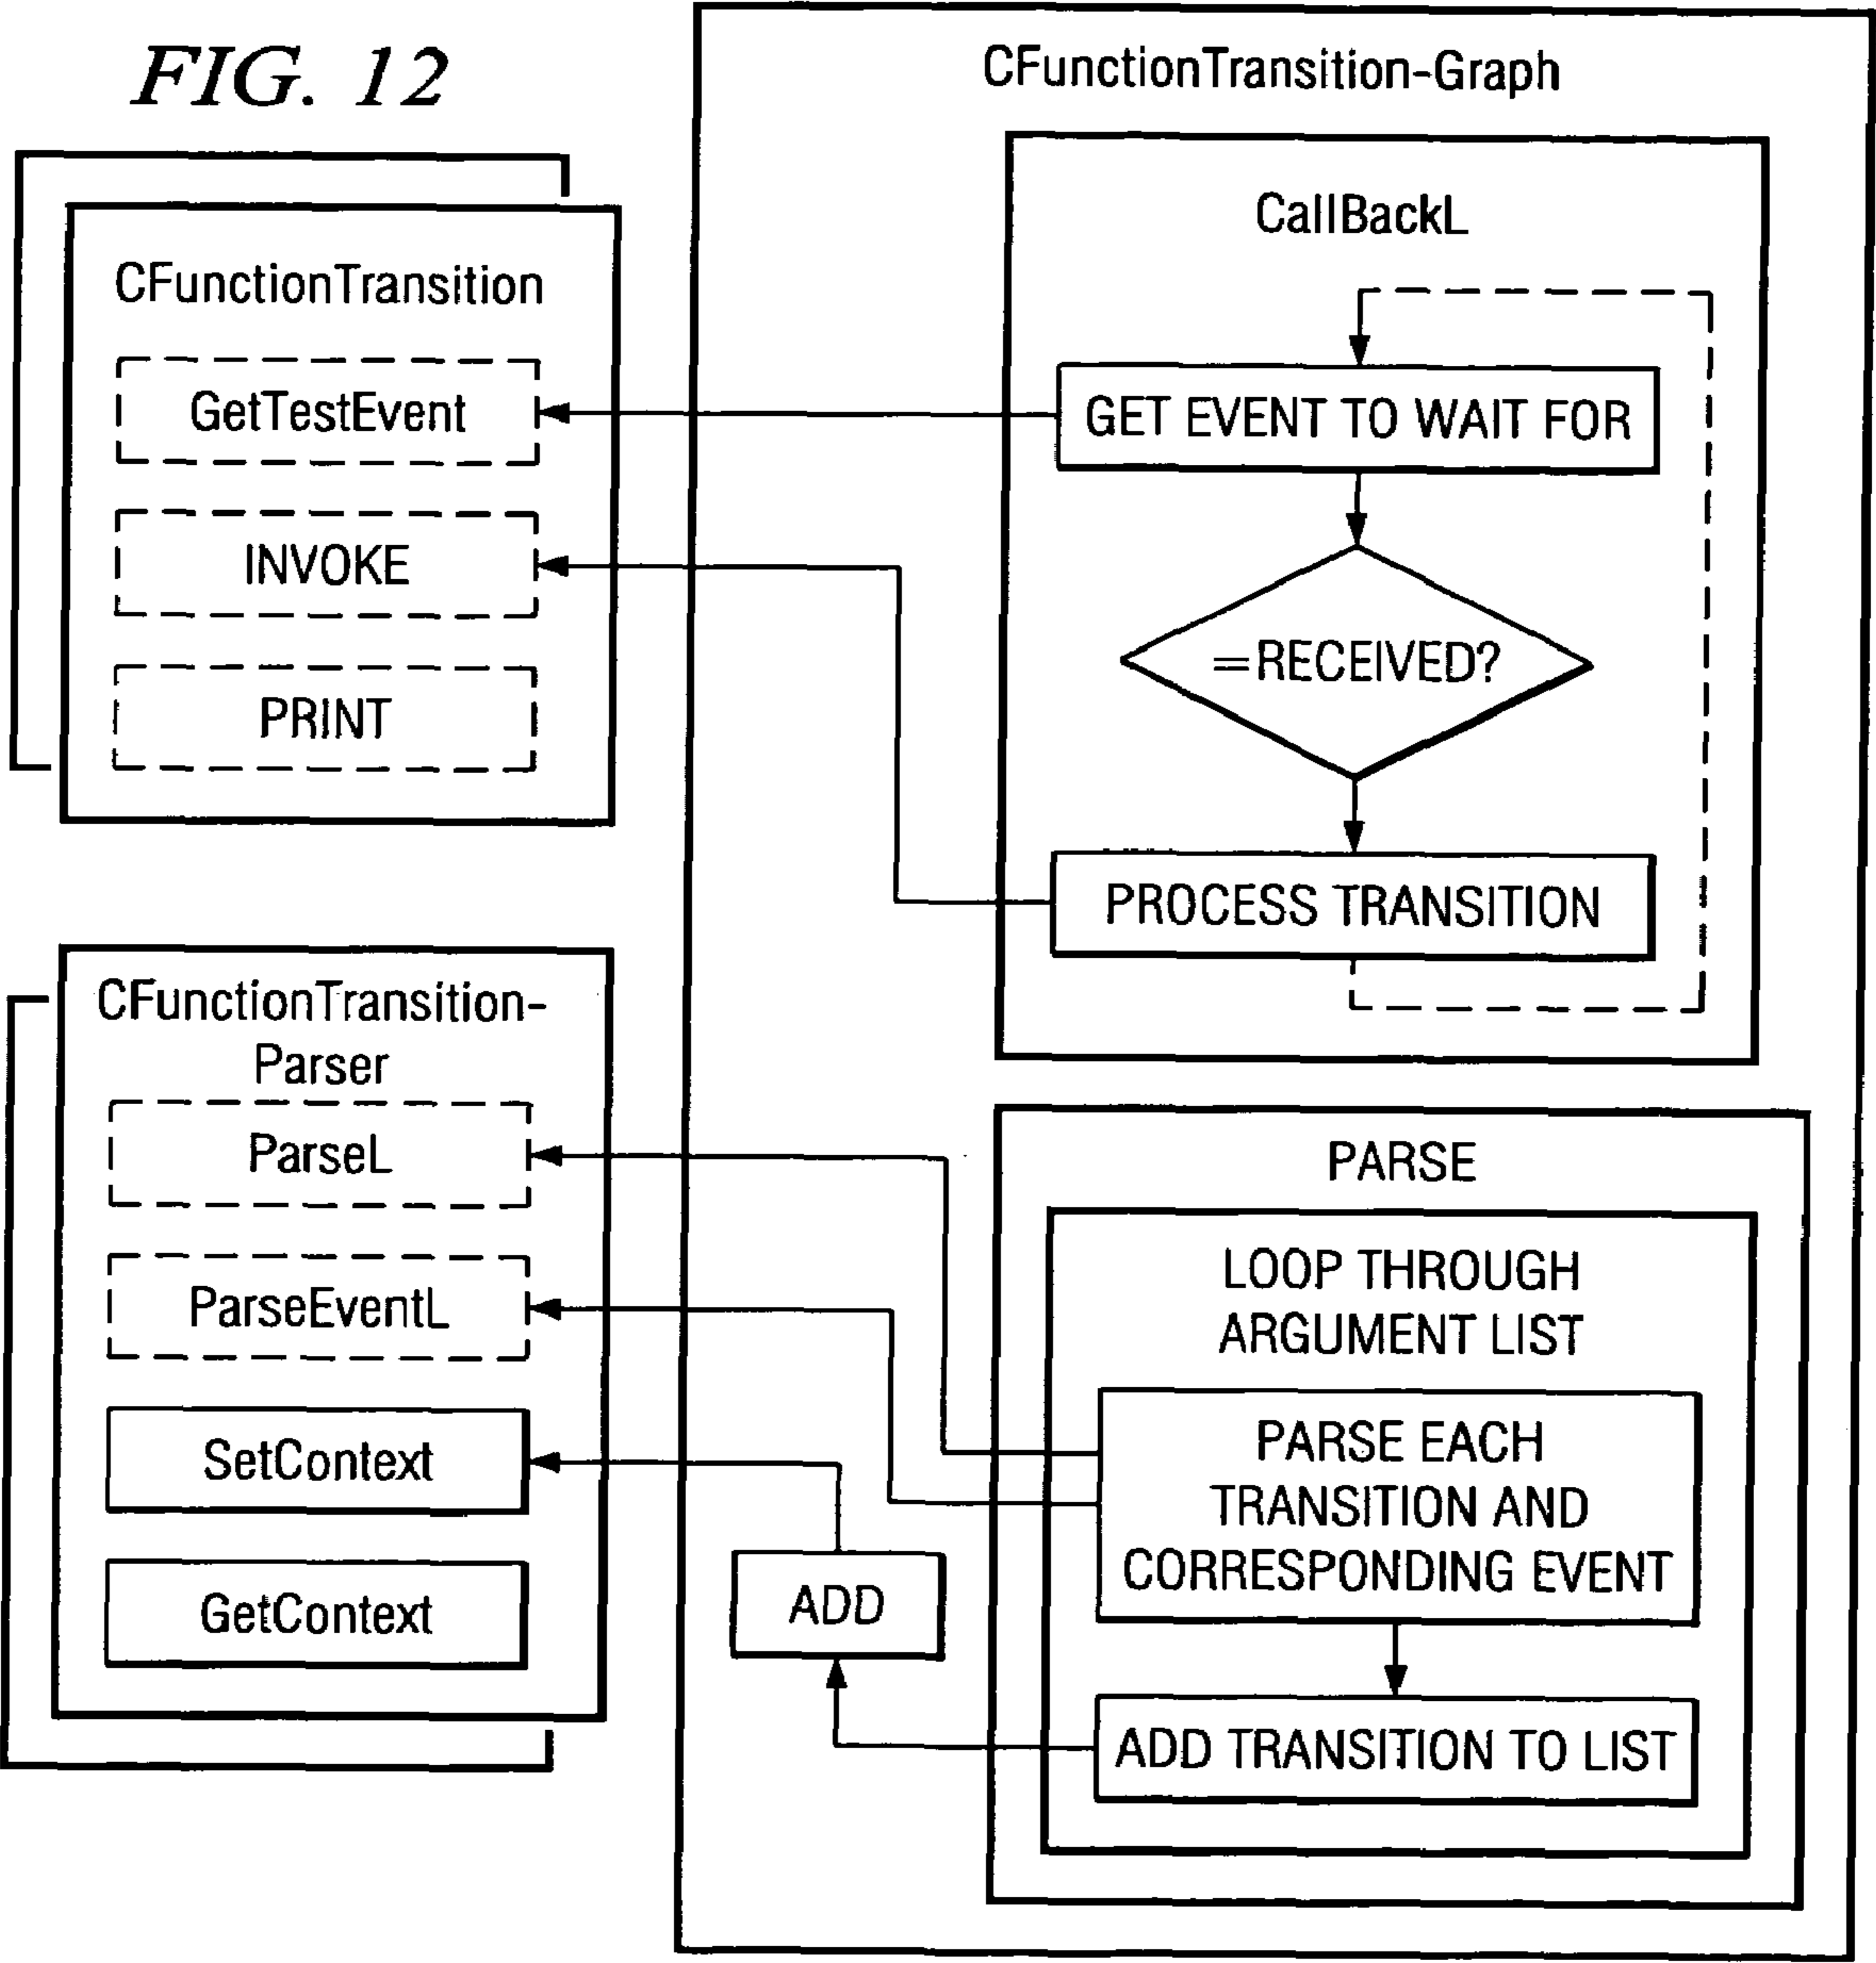 FIG. 12
CFunctionTransition
GetTestEvent
INVOKE
PRINT
CFunctionTransition-
Parser
ParseL
ParseEventL
SetContext
GetContext
CFunctionTransition-Graph
CallBackL
GET EVENT TO WAIT FOR
=RECEIVED?
PROCESS TRANSITION
PARSE
LOOP THROUGH
ARGUMENT LIST
PARSE EACH
TRANSITION AND
CORRESPONDING EVENT
ADD TRANSITION TO LIST
ADD